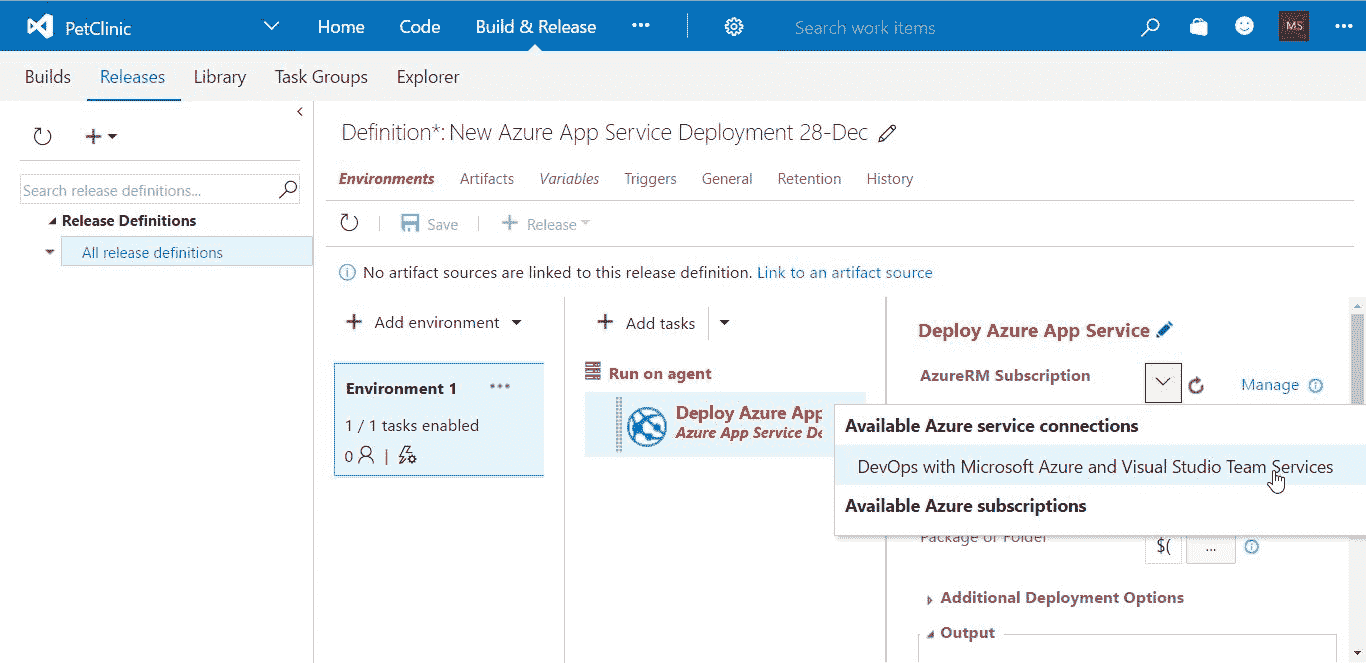 PetClinic
Home Code Build & Release ...
Search work items
MS ...
Builds Releases Library Task Groups Explorer
Search release definitions...
Release Definitions
All release definitions
Definition*: New Azure App Service Deployment 28-Dec
Environments Artifacts Variables Triggers General Retention History
Save Release
No artifact sources are linked to this release definition. Link to an artifact source
Add environment
Environment 1 ...
1 / 1 tasks enabled
0 |
Add tasks
Run on agent
Deploy Azure App
Azure App Service De
Deploy Azure App Service
AzureRM Subscription
Manage
Available Azure service connections
DevOps with Microsoft Azure and Visual Studio Team Services
Available Azure subscriptions
Package or Folder $( ...
Additional Deployment Options
Output